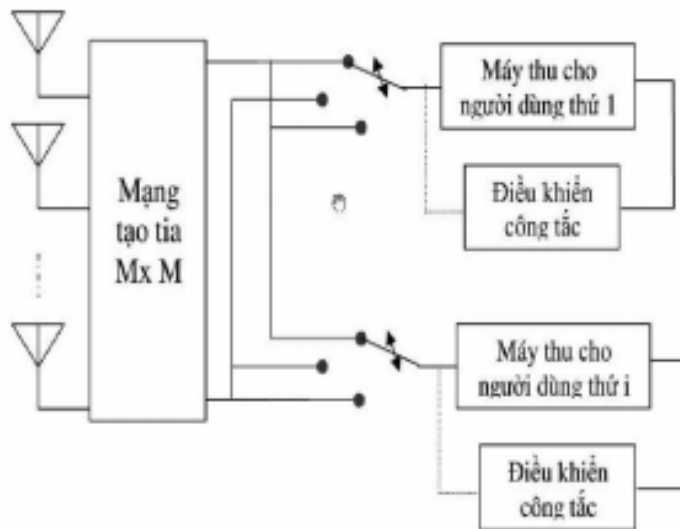 Máy thu cho
người dùng thứ 1
Điều khiển
công tắc
Mạng
tạo tia
Mx M
Máy thu cho
người dùng thứ i
Điều khiển
công tắc